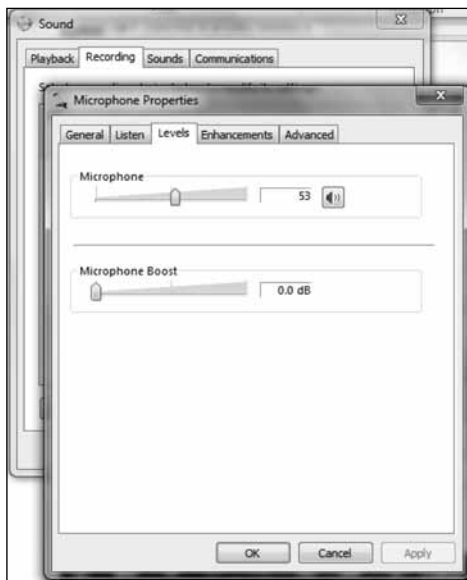 Sound
Playback Recording Sounds Communications
Microphone Properties
General Listen Levels Enhancements Advanced
Microphone
53
Microphone Boost
0.0 dB
OK Cancel Apply